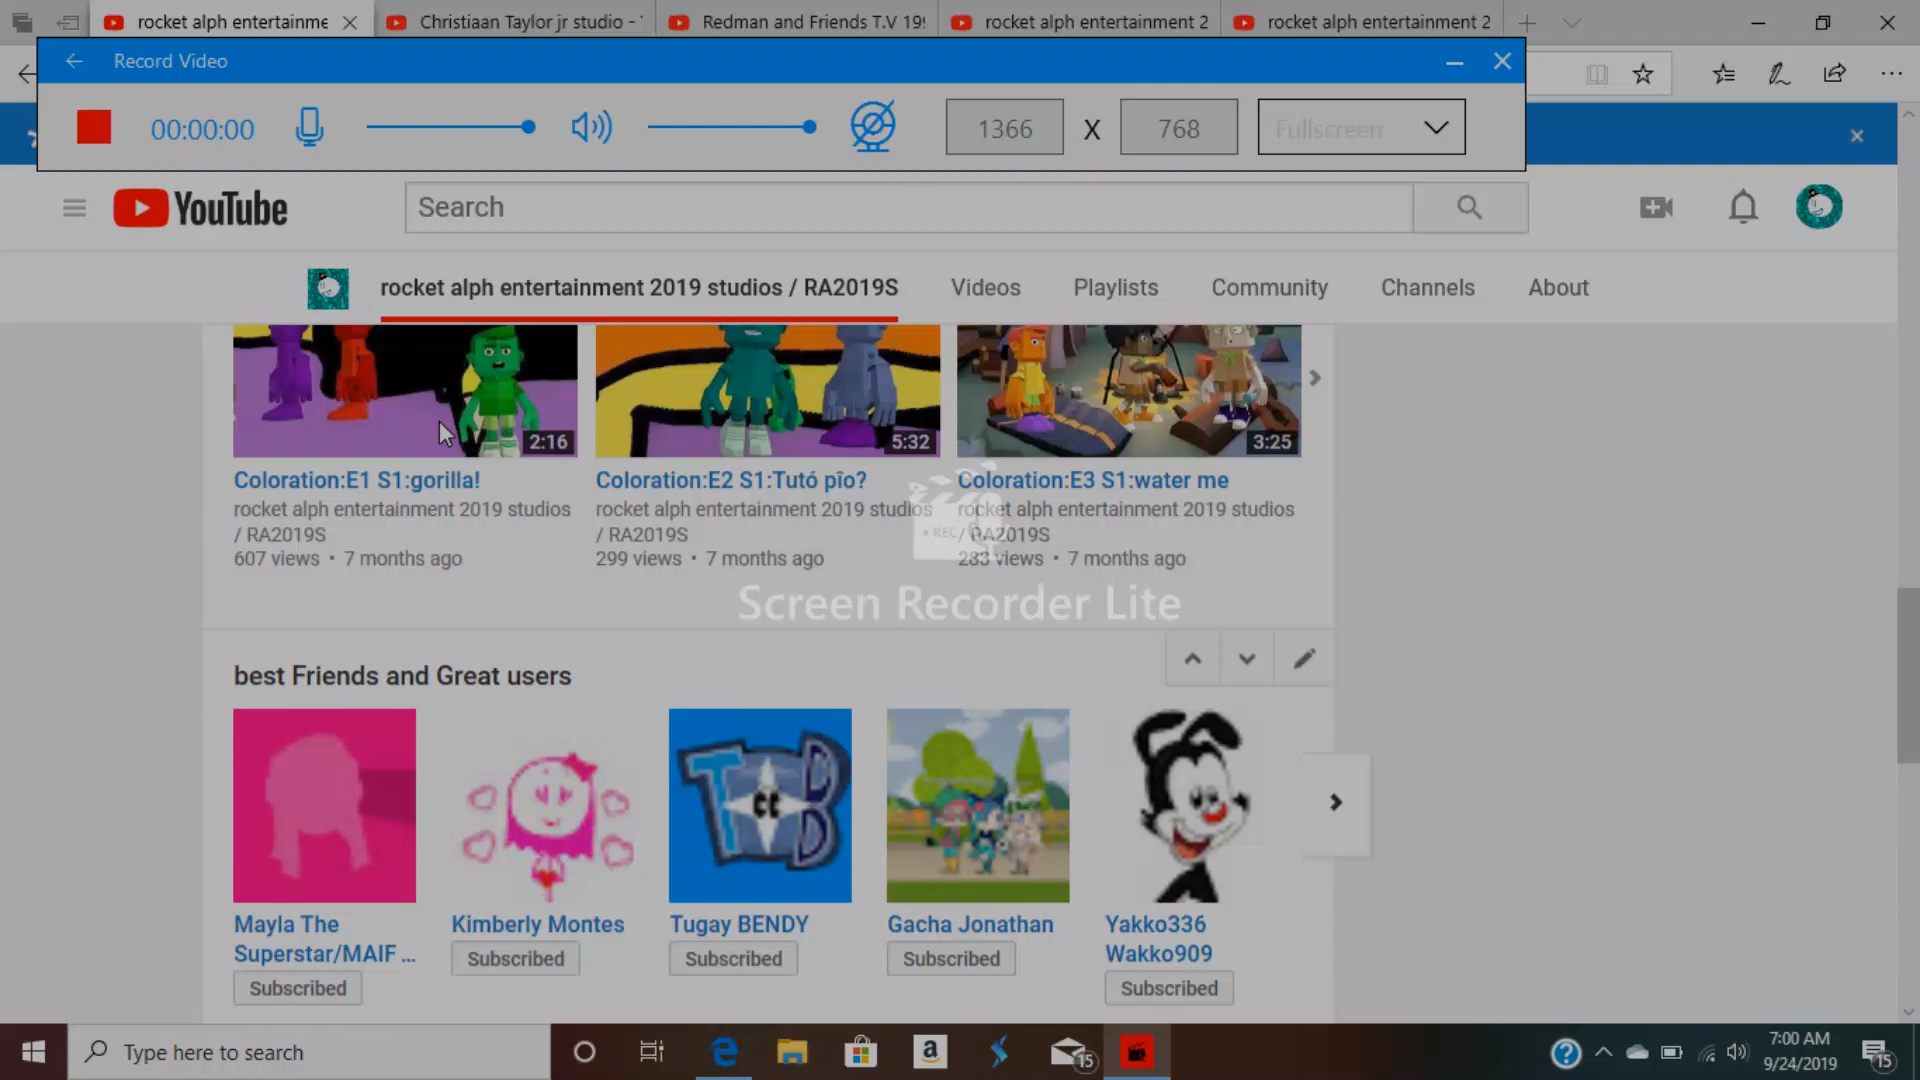 rocket alph entertainme
Christiaan Taylor jr studio -
Redman and Friends T.V 19
rocket alph entertainment 2
rocket alph entertainment 2
Record Video
00:00:00
1366 X 768
Fullscreen
YouTube
Search
rocket alph entertainment 2019 studios / RA2019S
Videos
Playlists
Community
Channels
About
2:16
5:32
3:25
Coloration:E1 S1:gorilla!
rocket alph entertainment 2019 studios
/ RA2019S
607 views • 7 months ago
Coloration:E2 S1:Tutó pîo?
rocket alph entertainment 2019 studios
/ RA2019S
299 views • 7 months ago
Coloration:E3 S1:water me
rocket alph entertainment 2019 studios
/ RA2019S
283 views • 7 months ago
• REC
Screen Recorder Lite
best Friends and Great users
Mayla The
Superstar/MAIF ...
Subscribed
Kimberly Montes
Subscribed
Tugay BENDY
Subscribed
Gacha Jonathan
Subscribed
Yakko336
Wakko909
Subscribed
Type here to search
15
7:00 AM
9/24/2019
15